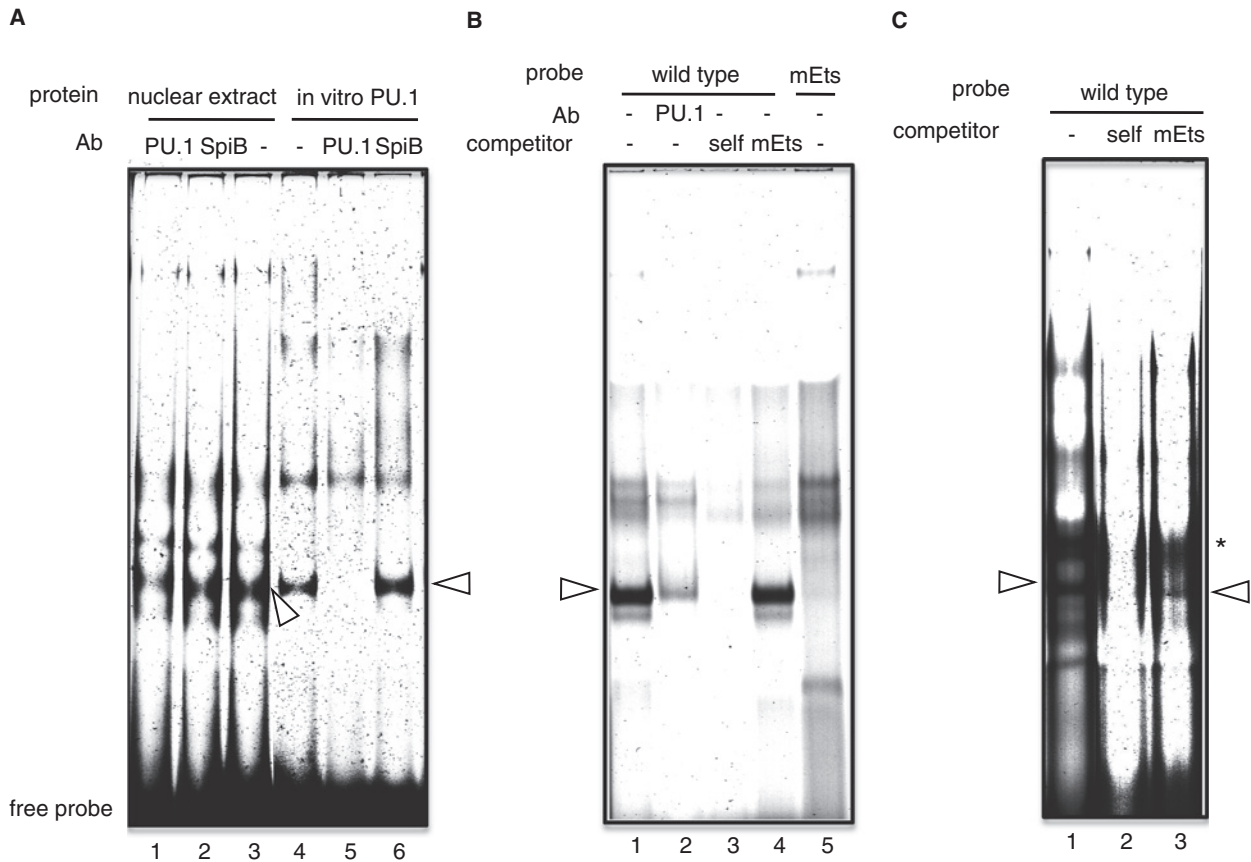 A
protein nuclear extract in vitro PU.1
Ab PU.1 SpiB - - PU.1 SpiB
free probe
1 2 3 4 5 6
B
probe wild type mEts
Ab - PU.1 - - -
competitor - - self mEts -
1 2 3 4 5
C
probe wild type
competitor - self mEts
*
1 2 3